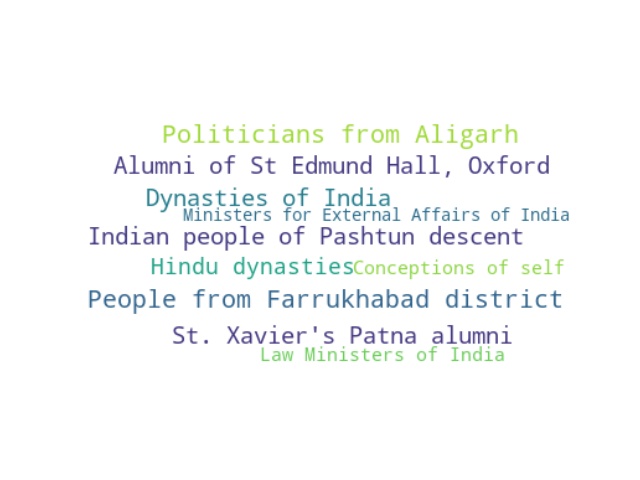 Politicians from Aligarh
Alumni of St Edmund Hall, Oxford
Dynasties of India
Ministers for External Affairs of India
Indian people of Pashtun descent
Hindu dynasties
Conceptions of self
People from Farrukhabad district
St. Xavier's Patna alumni
Law Ministers of India